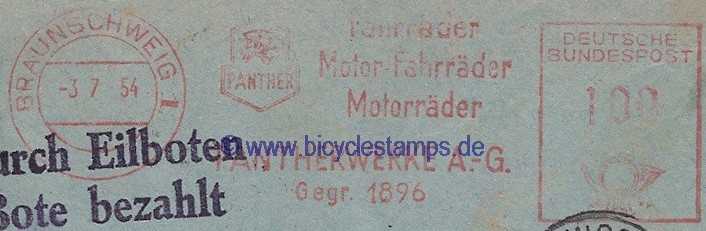 BRAUNSCHWEIG 1
-3 7 54
PANTHER
Fahrräder
Motor-Fahrräder
Motorräder
PANTHERWERKE A.-G.
Gegr. 1896
DEUTSCHE
BUNDESPOST
100
urch Eilboten
Bote bezahlt
© www.bicyclestamps.de